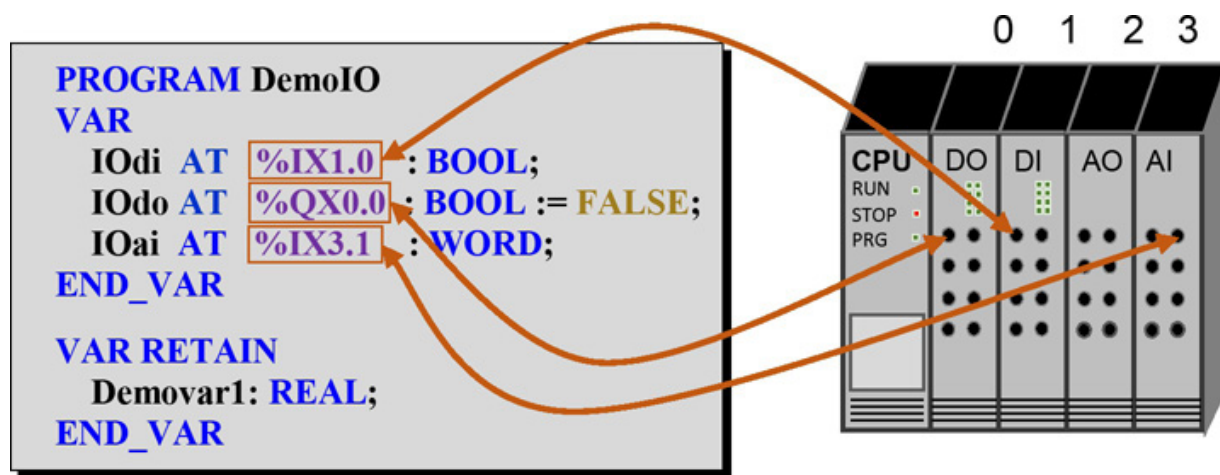 PROGRAM DemoIO
VAR
IOdi AT %IX1.0 : BOOL;
IOdo AT %QX0.0 : BOOL := FALSE;
IOai AT %IX3.1 : WORD;
END_VAR
VAR RETAIN
Demovar1: REAL;
END_VAR
0 1 2 3
CPU DO DI AO AI
RUN
STOP
PRG